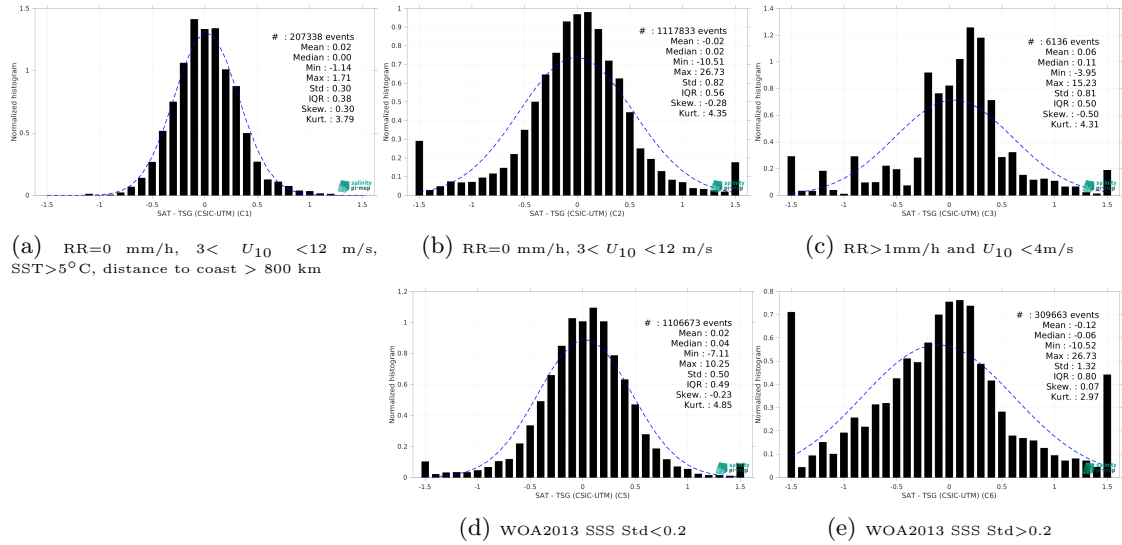 1.5
1
0.5
0
Normalized histogram
# : 207338 events
Mean : 0.02
Median : 0.00
Min : -1.14
Max : 1.71
Std : 0.30
IQR : 0.38
Skew. : 0.30
Kurt. : 3.79
salinity
pi-mep
-1.5 -1 -0.5 0 0.5 1 1.5
SAT - TSG (CSIC-UTM) (C1)
(a) RR=0 mm/h, 3< U10 <12 m/s,
SST>5°C, distance to coast > 800 km
1
0.9
0.8
0.7
0.6
0.5
0.4
0.3
0.2
0.1
0
Normalized histogram
# : 1117833 events
Mean : -0.02
Median : 0.02
Min : -10.51
Max : 26.73
Std : 0.82
IQR : 0.56
Skew. : -0.28
Kurt. : 4.35
-1.5 -1 -0.5 0 0.5 1 1.5
SAT - TSG (CSIC-UTM) (C2)
(b) RR=0 mm/h, 3< U10 <12 m/s
1.4
1.2
1
0.8
0.6
0.4
0.2
0
Normalized histogram
# : 6136 events
Mean : 0.06
Median : 0.11
Min : -3.95
Max : 15.23
Std : 0.81
IQR : 0.50
Skew. : -0.50
Kurt. : 4.31
-1.5 -1 -0.5 0 0.5 1 1.5
SAT - TSG (CSIC-UTM) (C3)
(c) RR>1mm/h and U10 <4m/s
1.2
1
0.8
0.6
0.4
0.2
0
Normalized histogram
# : 1106673 events
Mean : 0.02
Median : 0.04
Min : -7.11
Max : 10.25
Std : 0.50
IQR : 0.49
Skew. : -0.23
Kurt. : 4.85
-1.5 -1 -0.5 0 0.5 1 1.5
SAT - TSG (CSIC-UTM) (C5)
(d) WOA2013 SSS Std<0.2
0.8
0.7
0.6
0.5
0.4
0.3
0.2
0.1
0
Normalized histogram
# : 309663 events
Mean : -0.12
Median : -0.06
Min : -10.52
Max : 26.73
Std : 1.32
IQR : 0.80
Skew. : 0.07
Kurt. : 2.97
-1.5 -1 -0.5 0 0.5 1 1.5
SAT - TSG (CSIC-UTM) (C6)
(e) WOA2013 SSS Std>0.2